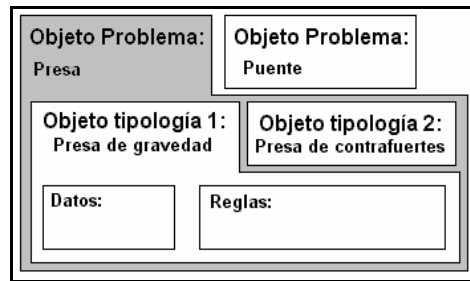 Objeto Problema:
Presa
Objeto Problema:
Puente
Objeto tipología 1:
Presa de gravedad
Objeto tipología 2:
Presa de contrafuertes
Datos:
Reglas: